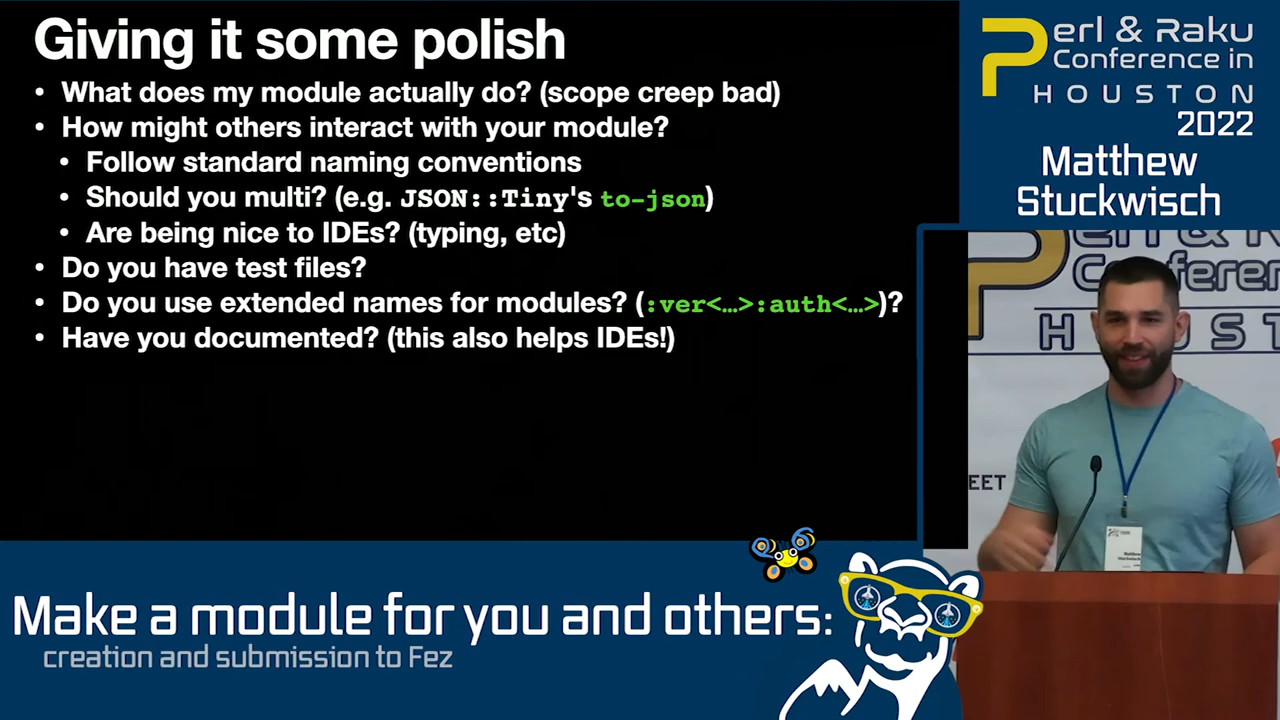 Giving it some polish
• What does my module actually do? (scope creep bad)
• How might others interact with your module?
• Follow standard naming conventions
• Should you multi? (e.g. JSON::Tiny's to-json)
• Are being nice to IDEs? (typing, etc)
• Do you have test files?
• Do you use extended names for modules? (:ver<…>:auth<…>)?
• Have you documented? (this also helps IDEs!)
Perl & Raku
Conference in
HOUSTON
2022
Matthew
Stuckwisch
Conferen
HOUST
EET
Make a module for you and others:
creation and submission to Fez